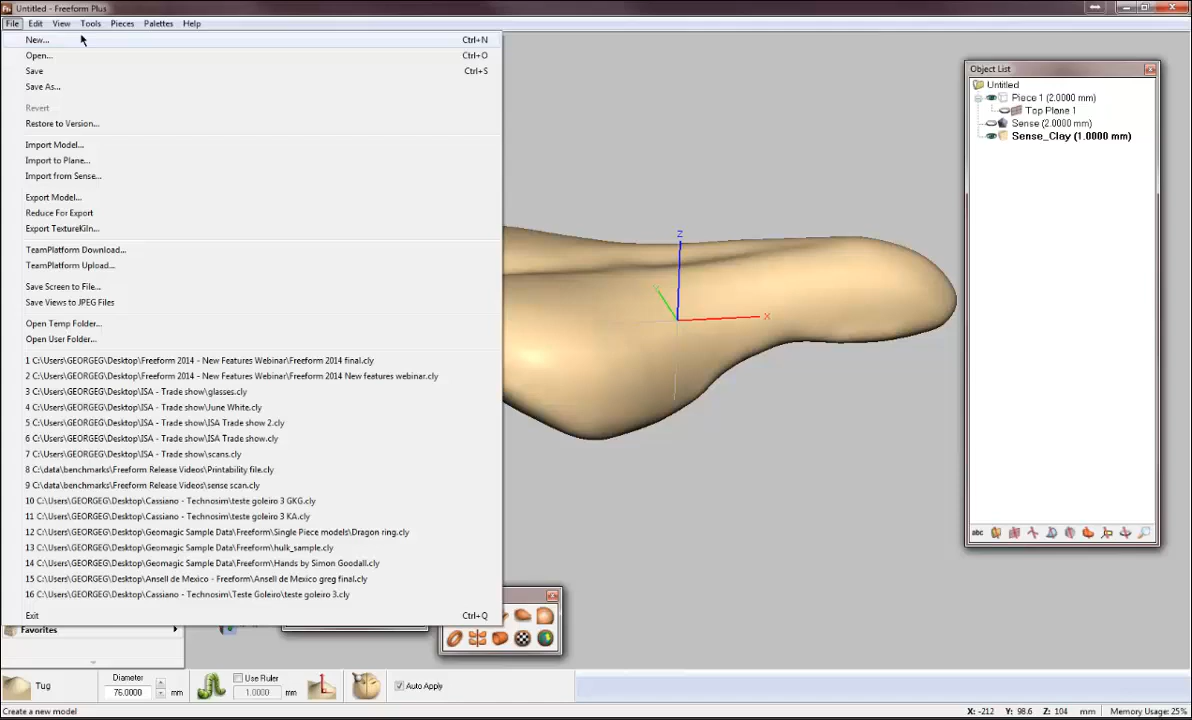 Untitled - Freeform Plus
File Edit View Tools Pieces Palettes Help
New... Ctrl+N
Open... Ctrl+O
Save Ctrl+S
Save As...
Revert
Restore to Version...
Import Model...
Import to Plane...
Import from Sense...
Export Model...
Reduce For Export
Export TextureKiln...
TeamPlatform Download...
TeamPlatform Upload...
Save Screen to File...
Save Views to JPEG Files
Open Temp Folder...
Open User Folder...
1 C:\Users\GEORGEG\Desktop\Freeform 2014 - New Features Webinar\Freeform 2014 final.cly
2 C:\Users\GEORGEG\Desktop\Freeform 2014 - New Features Webinar\Freeform 2014 New features webinar.cly
3 C:\Users\GEORGEG\Desktop\ISA - Trade show\glasses.cly
4 C:\Users\GEORGEG\Desktop\ISA - Trade show\June White.cly
5 C:\Users\GEORGEG\Desktop\ISA - Trade show\ISA Trade show 2.cly
6 C:\Users\GEORGEG\Desktop\ISA - Trade show\ISA Trade show.cly
7 C:\Users\GEORGEG\Desktop\ISA - Trade show\scans.cly
8 C:\data\benchmarks\Freeform Release Videos\Printability file.cly
9 C:\data\benchmarks\Freeform Release Videos\sense scan.cly
10 C:\Users\GEORGEG\Desktop\Cassiano - Technosim\teste goleiro 3 GKG.cly
11 C:\Users\GEORGEG\Desktop\Cassiano - Technosim\teste goleiro 3 KA.cly
12 C:\Users\GEORGEG\Desktop\Geomagic Sample Data\Freeform\Single Piece models\Dragon ring.cly
13 C:\Users\GEORGEG\Desktop\Geomagic Sample Data\Freeform\hulk_sample.cly
14 C:\Users\GEORGEG\Desktop\Geomagic Sample Data\Freeform\Hands by Simon Goodall.cly
15 C:\Users\GEORGEG\Desktop\Ansell de Mexico - Freeform\Ansell de Mexico greg final.cly
16 C:\Users\GEORGEG\Desktop\Cassiano - Technosim\Teste Goleiro\teste goleiro 3.cly
Exit Ctrl+Q
Favorites
Object List
Untitled
Piece 1 (2.0000 mm)
Top Plane 1
Sense (2.0000 mm)
Sense_Clay (1.0000 mm)
abc
Z
Y
X
Tug
Diameter
76.0000 mm
Use Ruler
1.0000 mm
Auto Apply
Create a new model
X: -212 Y: 98.6 Z: 104 mm Memory Usage: 25%